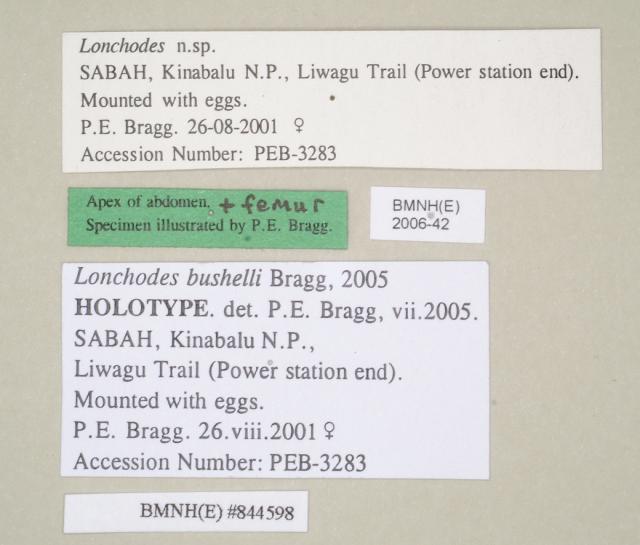 Lonchodes n.sp.
SABAH, Kinabalu N.P., Liwagu Trail (Power station end).
Mounted with eggs.
P.E. Bragg. 26-08-2001 ♀
Accession Number: PEB-3283
Apex of abdomen. + femur
Specimen illustrated by P.E. Bragg.
BMNH(E)
2006-42
Lonchodes bushelli Bragg, 2005
HOLOTYPE. det. P.E. Bragg, vii.2005.
SABAH, Kinabalu N.P.,
Liwagu Trail (Power station end).
Mounted with eggs.
P.E. Bragg. 26.viii.2001 ♀
Accession Number: PEB-3283
BMNH(E) #844598